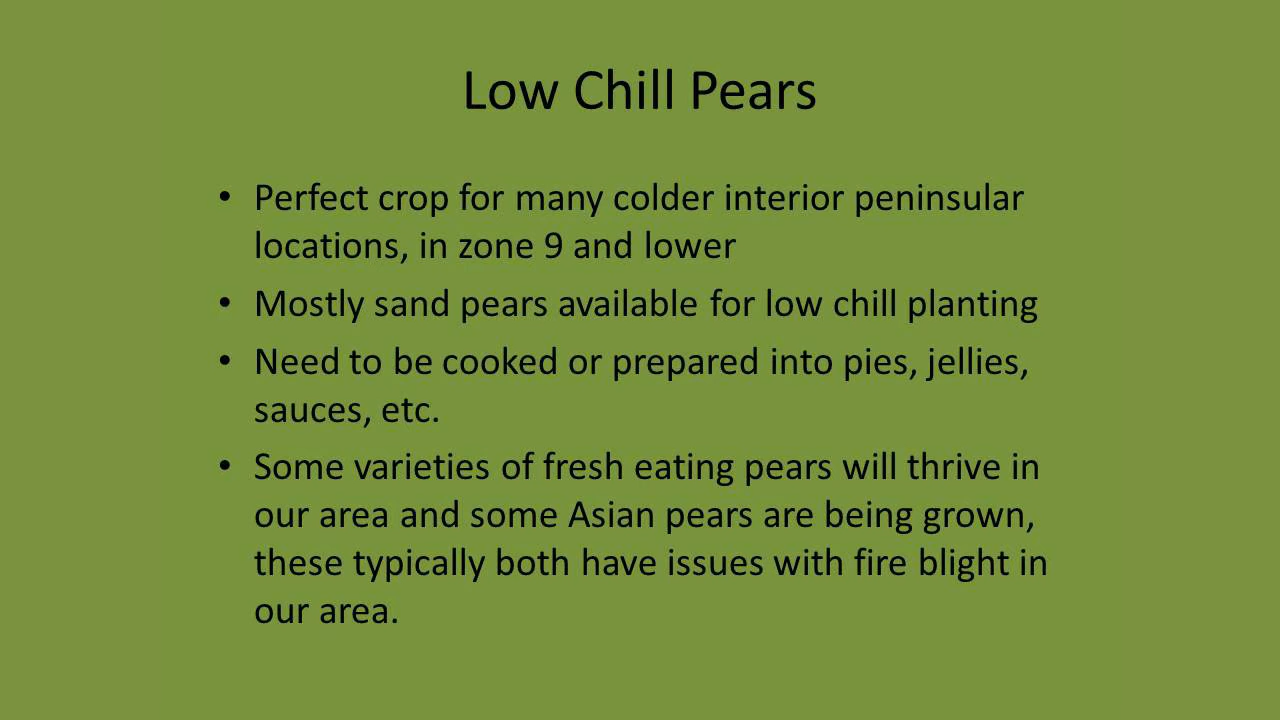 Low Chill Pears
• Perfect crop for many colder interior peninsular
locations, in zone 9 and lower
• Mostly sand pears available for low chill planting
• Need to be cooked or prepared into pies, jellies,
sauces, etc.
• Some varieties of fresh eating pears will thrive in
our area and some Asian pears are being grown,
these typically both have issues with fire blight in
our area.